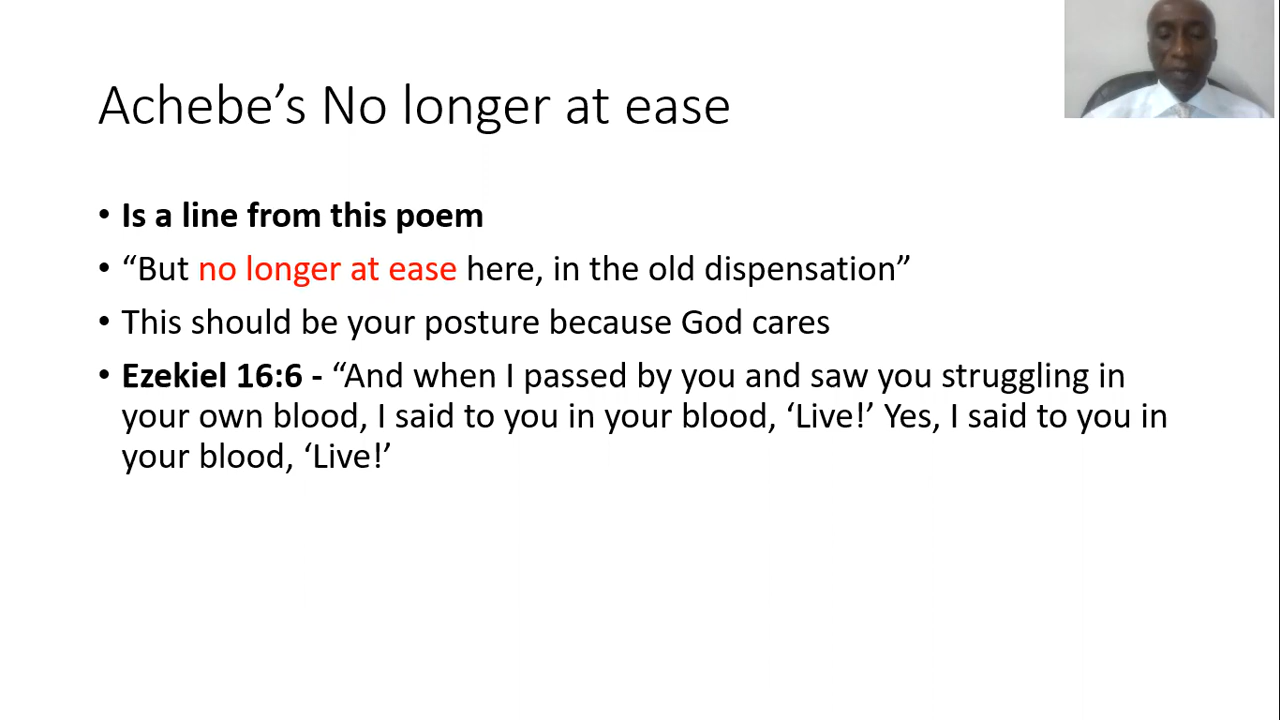 Achebe’s No longer at ease
• Is a line from this poem
• “But no longer at ease here, in the old dispensation”
• This should be your posture because God cares
• Ezekiel 16:6 - “And when I passed by you and saw you struggling in
your own blood, I said to you in your blood, ‘Live!’ Yes, I said to you in
your blood, ‘Live!’